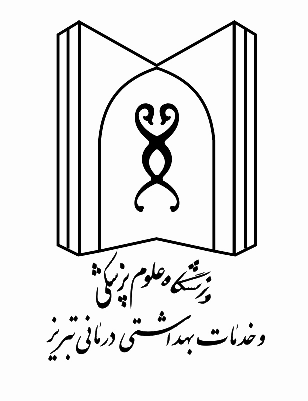 دانشگاه علوم پزشکی
و خدمات بهداشتی درمانی تبریز